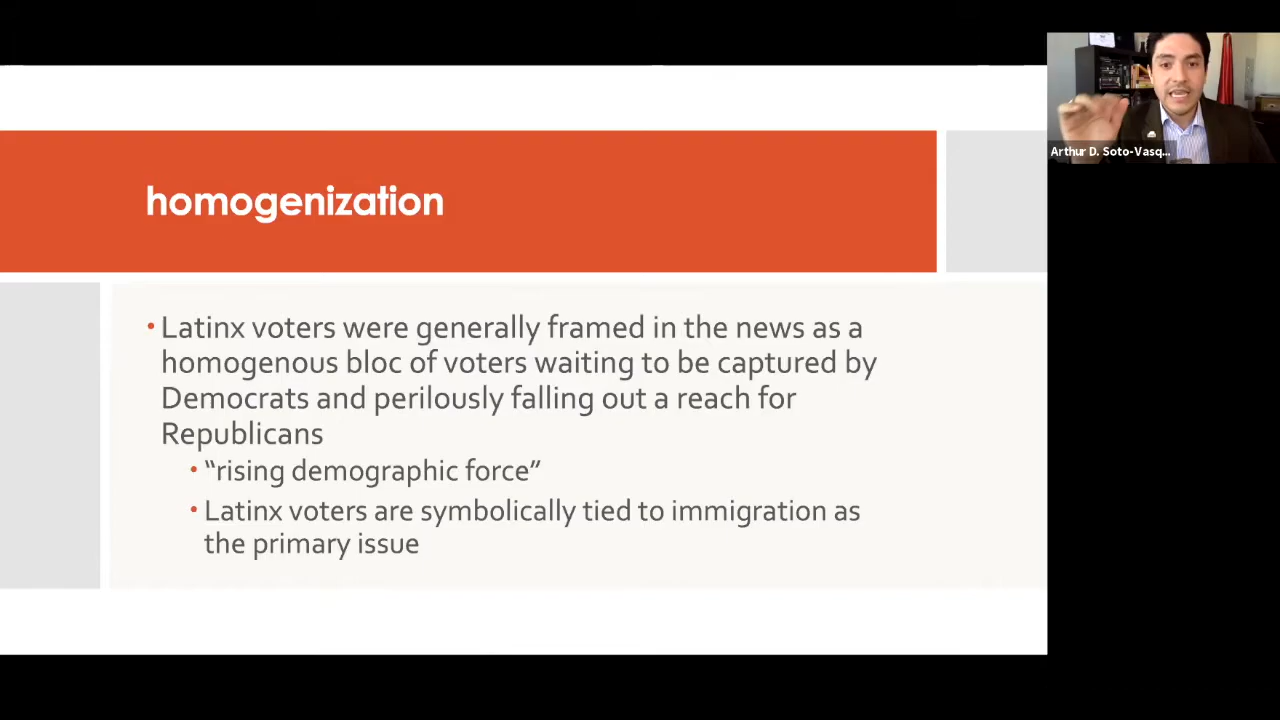 homogenization
• Latinx voters were generally framed in the news as a
homogenous bloc of voters waiting to be captured by
Democrats and perilously falling out a reach for
Republicans
• “rising demographic force”
• Latinx voters are symbolically tied to immigration as
the primary issue
Arthur D. Soto-Vasq...